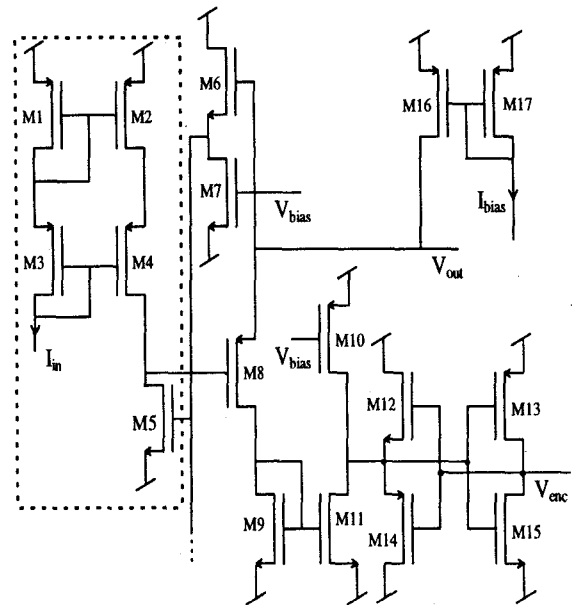 M6
M1
M2
M16
M17
M7
V_bias
I_bias
M3
M4
V_out
I_in
V_bias
M10
M8
M5
M12
M13
V_enc
M9
M11
M14
M15